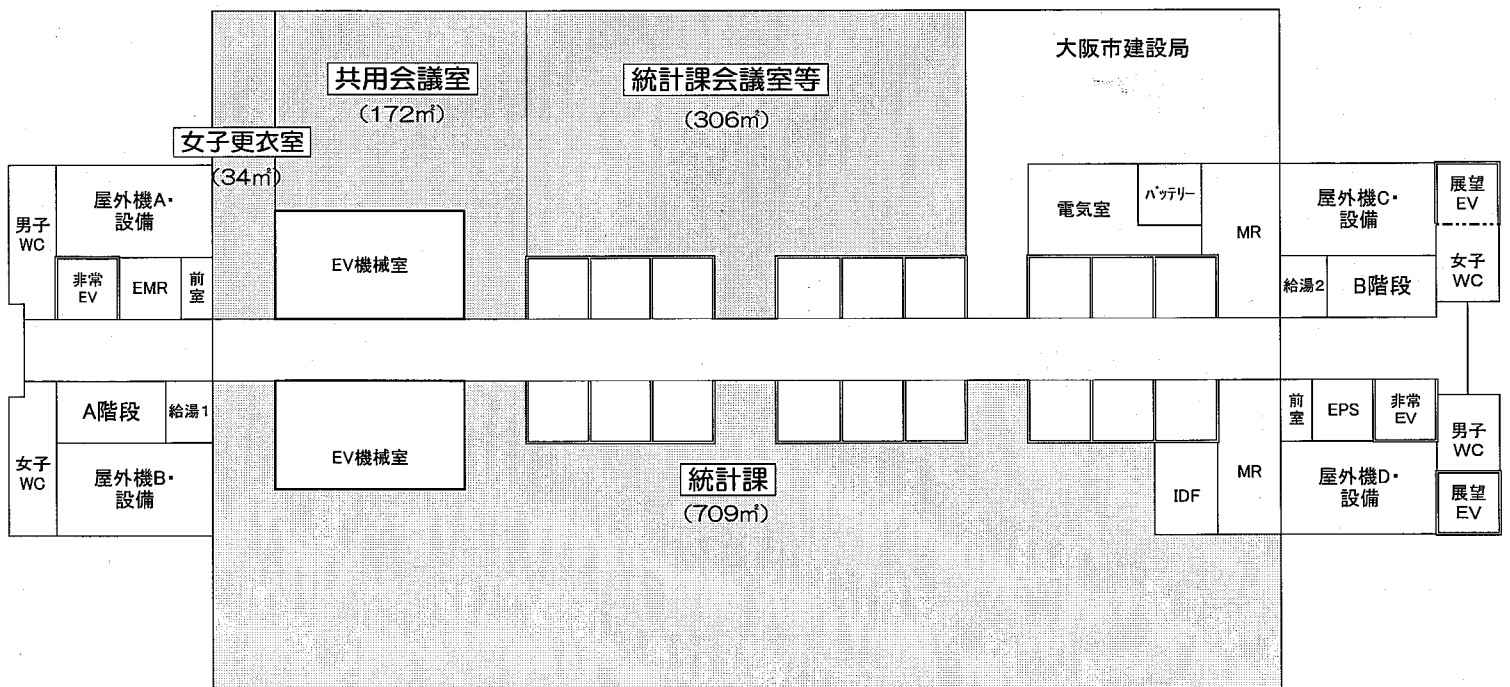 大阪市建設局
共用会議室
(172㎡)
統計課会議室等
(306㎡)
女子更衣室
(34㎡)
男子
WC
屋外機A・
設備
非常
EV
EMR
前
室
EV機械室
電気室
バッテリー
MR
屋外機C・
設備
展望
EV
女子
WC
給湯2
B階段
A階段
給湯1
女子
WC
屋外機B・
設備
EV機械室
統計課
(709㎡)
IDF
MR
前
室
EPS
非常
EV
男子
WC
屋外機D・
設備
展望
EV